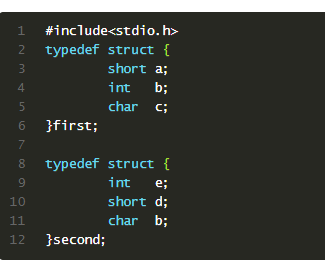 1 #include<stdio.h>
2 typedef struct {
3 short a;
4 int b;
5 char c;
6 }first;
7
8 typedef struct {
9 int e;
10 short d;
11 char b;
12 }second;